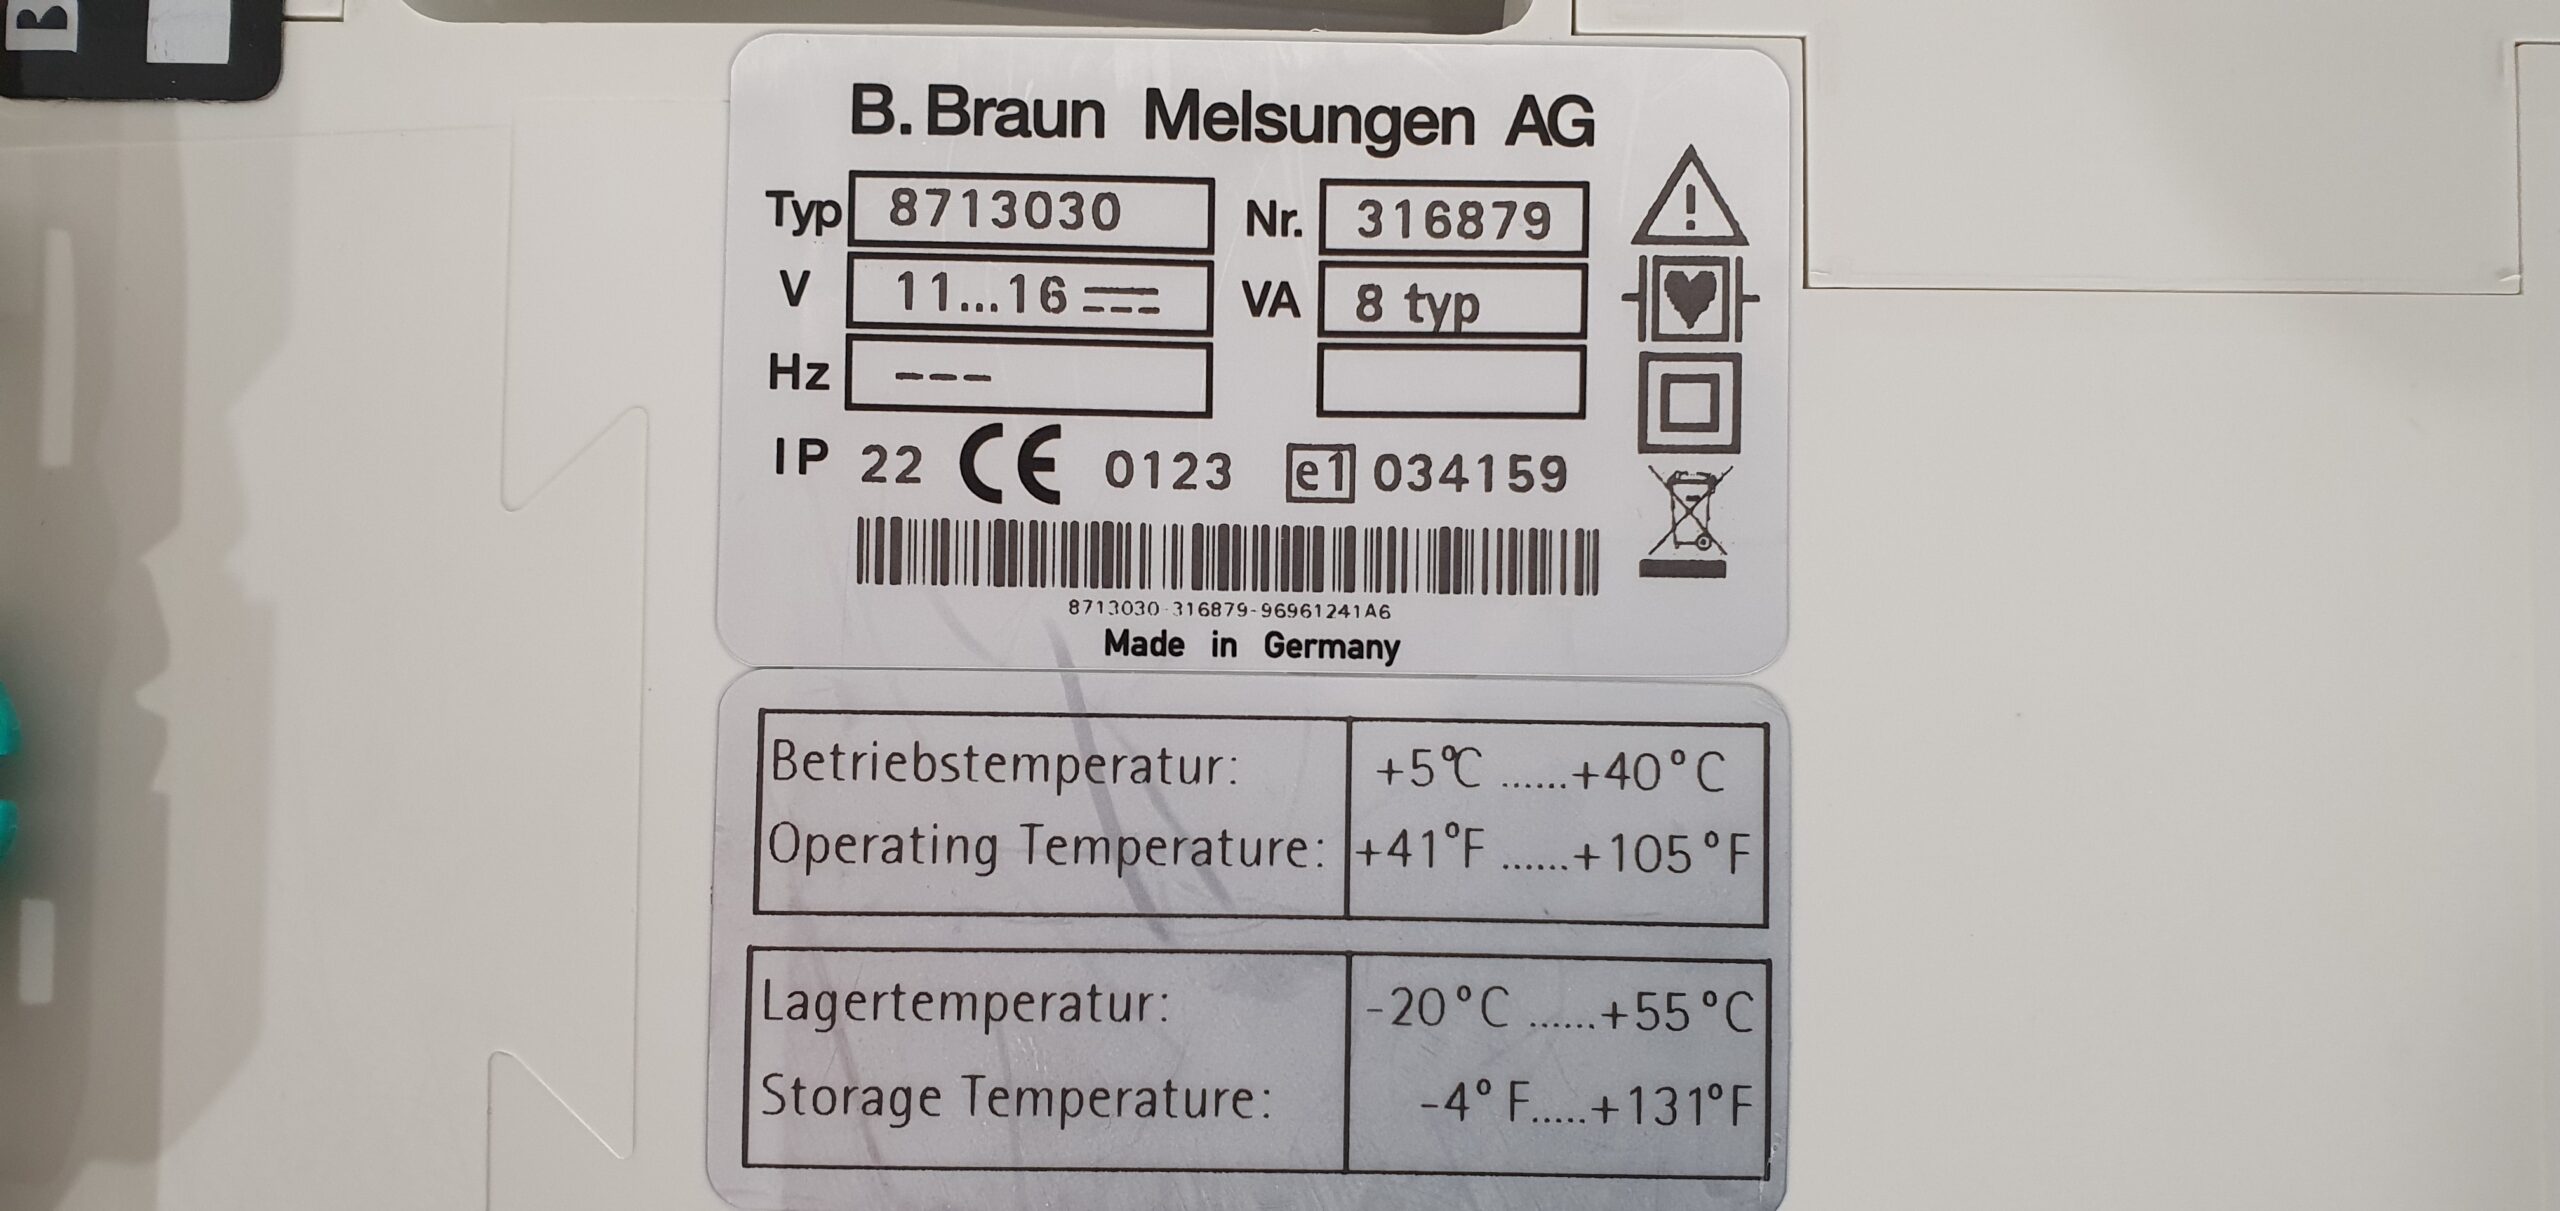 B
B. Braun Melsungen AG
Typ 8713030 Nr. 316879
V 11...16 VA 8 typ
Hz ---
IP 22 CE 0123 e1 034159
8713030-316879-96961241A6
Made in Germany
Betriebstemperatur: +5°C ......+40°C
Operating Temperature: +41°F ......+105°F
Lagertemperatur: -20°C ......+55°C
Storage Temperature: -4° F.....+131°F